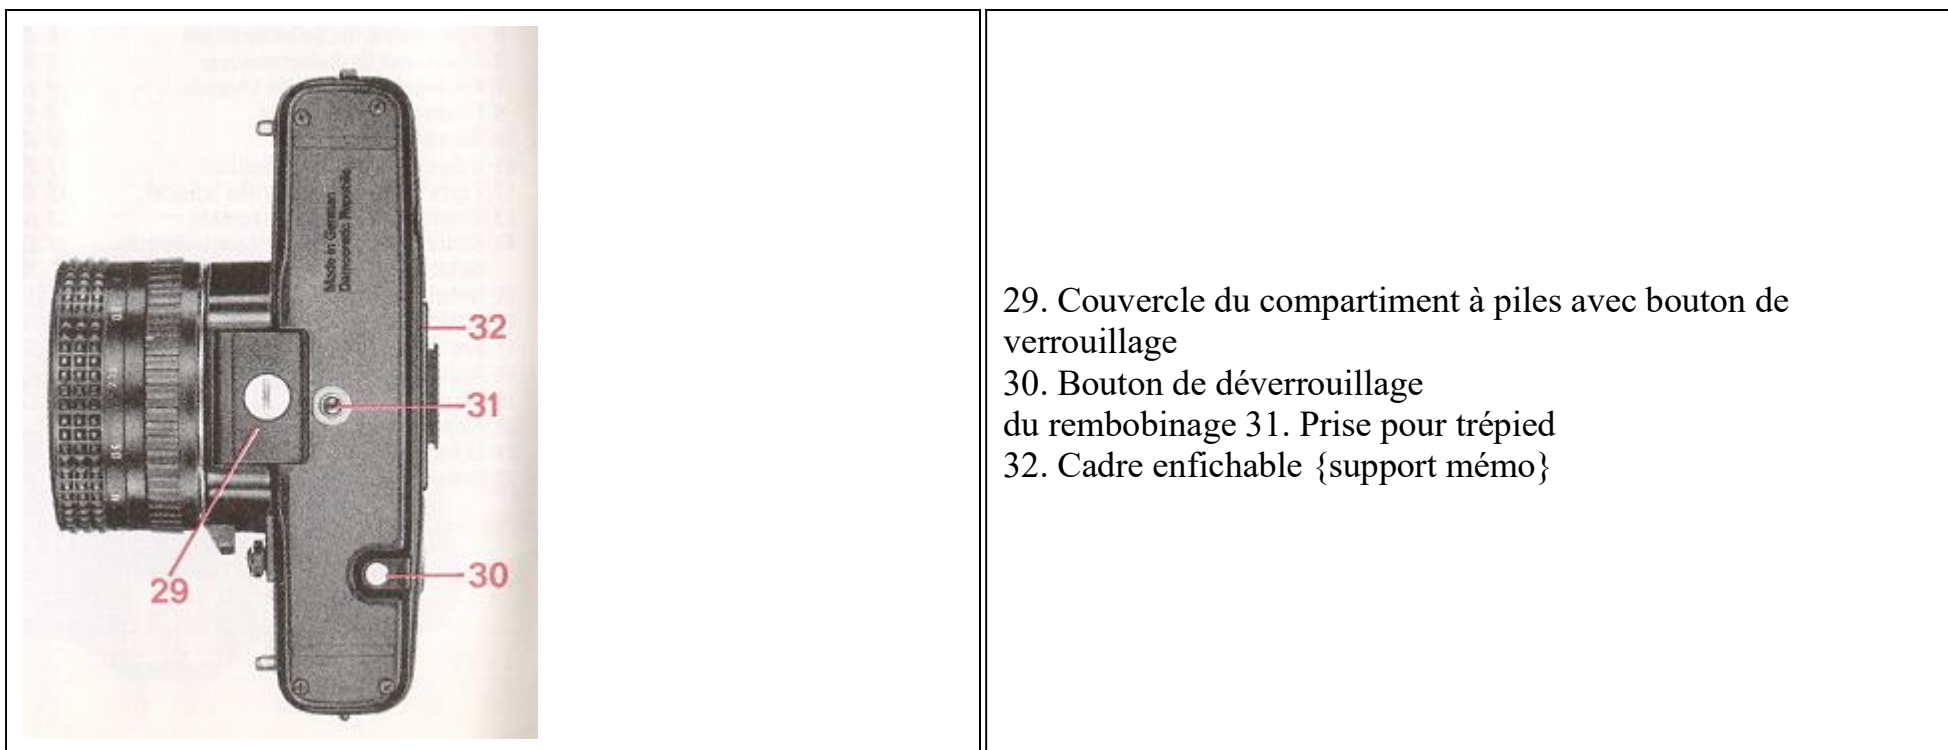 Made in German
Democratic Republic
32
31
30
29
29. Couvercle du compartiment à piles avec bouton de
verrouillage
30. Bouton de déverrouillage
du rembobinage 31. Prise pour trépied
32. Cadre enfichable {support mémo}